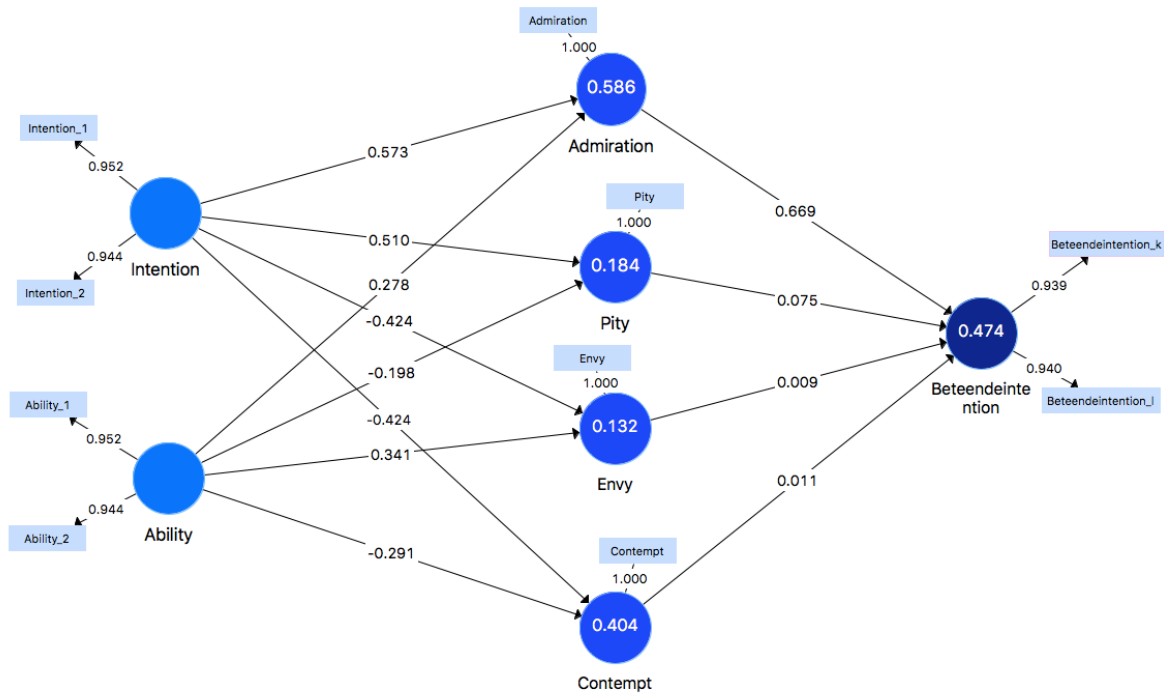 Admiration
1.000
0.586
Admiration
Intention_1
0.952
Intention
0.944
Intention_2
0.573
0.510
0.278
-0.424
-0.198
-0.424
0.341
-0.291
Pity
1.000
0.184
Pity
Envy
1.000
0.132
Envy
Ability_1
0.952
Ability
0.944
Ability_2
Contempt
1.000
0.404
Contempt
0.669
0.075
0.009
0.011
Beteendeintention_k
0.939
0.474
0.940
Beteendeintention_l
Beteendeinte
ntion